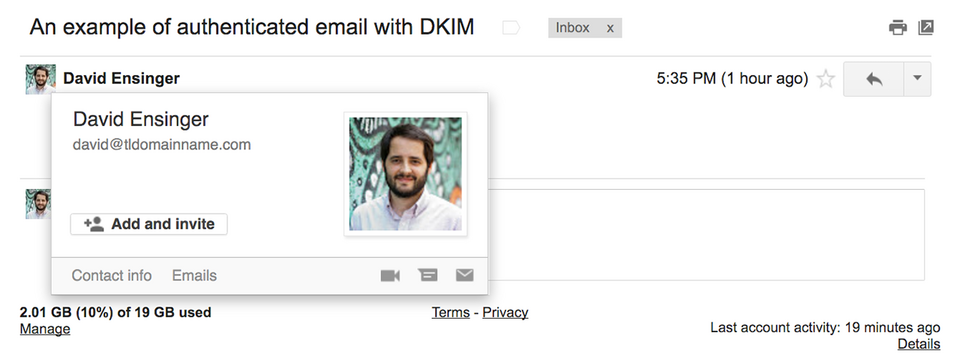 An example of authenticated email with DKIM
Inbox x
David Ensinger
5:35 PM (1 hour ago)
David Ensinger
david@tldomainname.com
Add and invite
Contact info Emails
2.01 GB (10%) of 19 GB used
Manage
Terms - Privacy
Last account activity: 19 minutes ago
Details